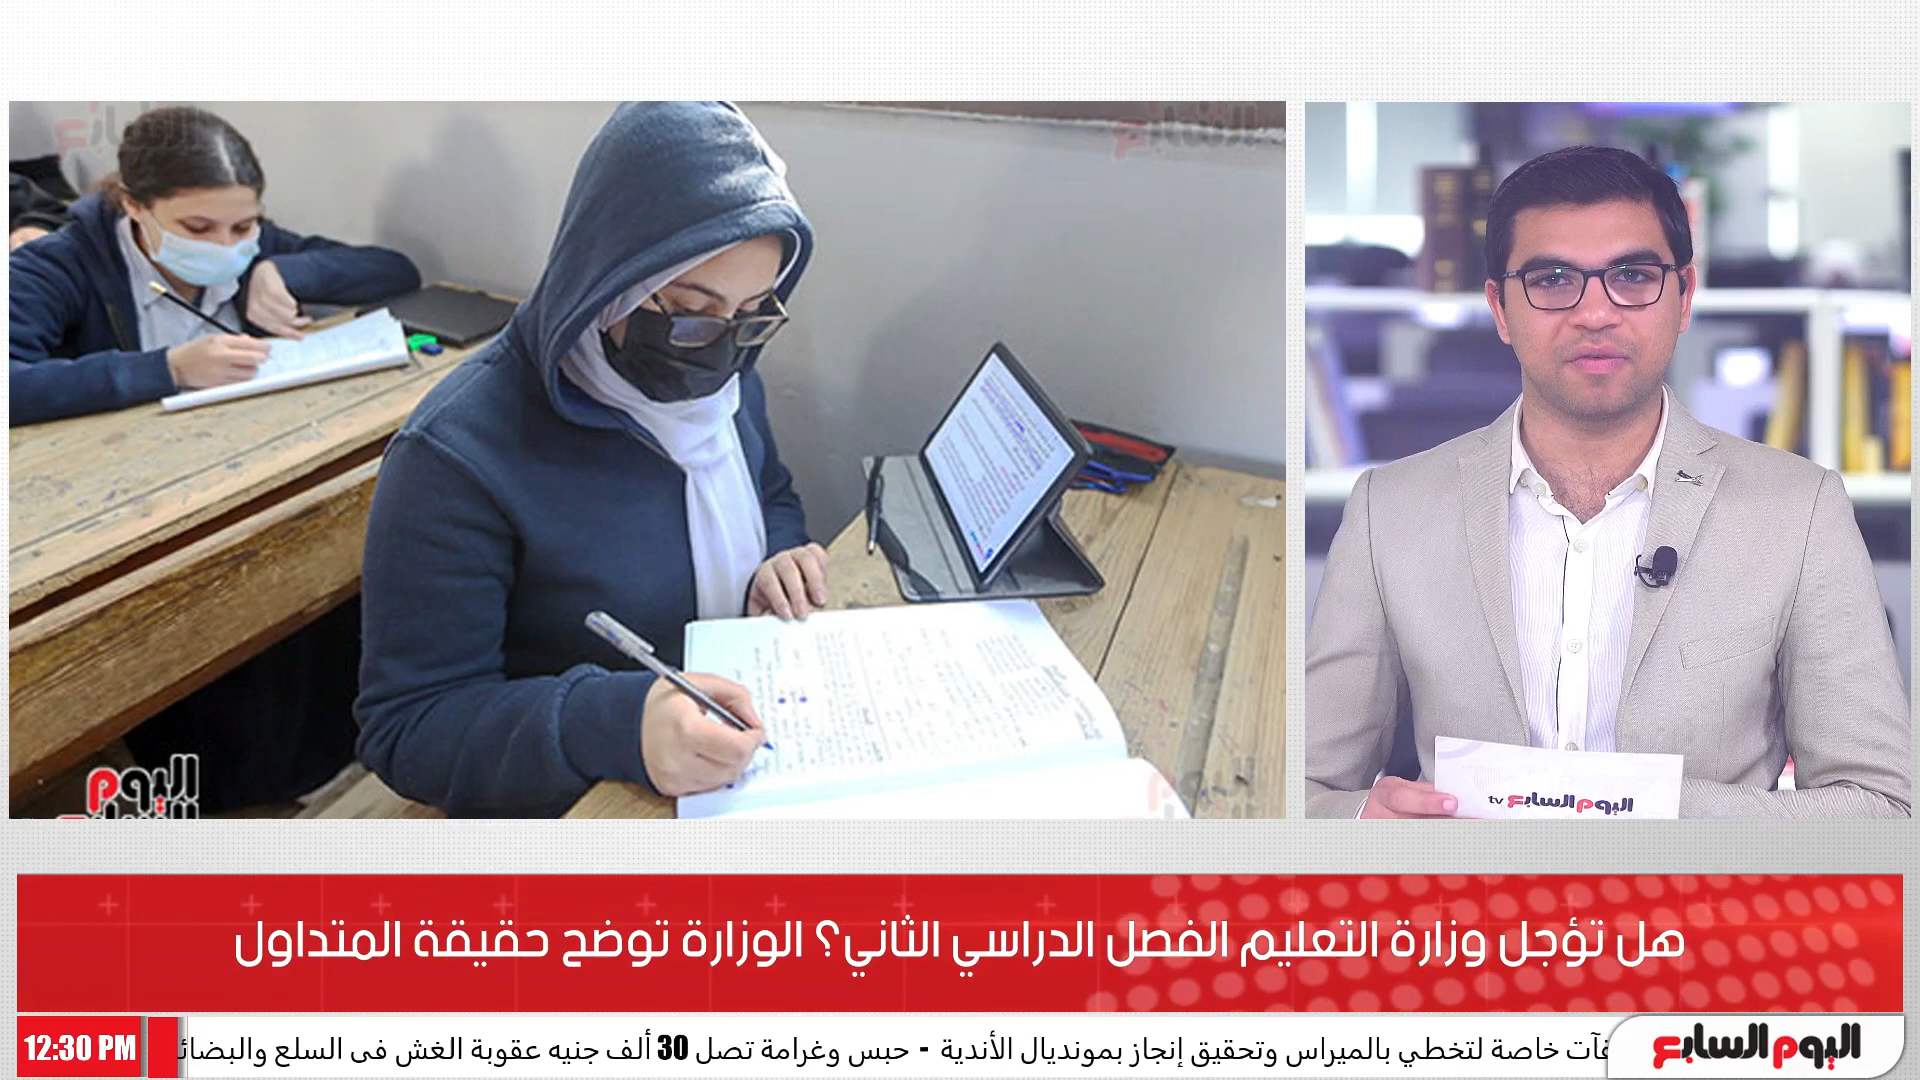 اليوم
اليوم السابع tv
هل تؤجل وزارة التعليم الفصل الدراسي الثاني؟ الوزارة توضح حقيقة المتداول
12:30 PM
خاصة لتخطي بالميراس وتحقيق إنجاز بمونديال الأندية - حبس وغرامة تصل 30 ألف جنيه عقوبة الغش فى السلع
اليوم السابع